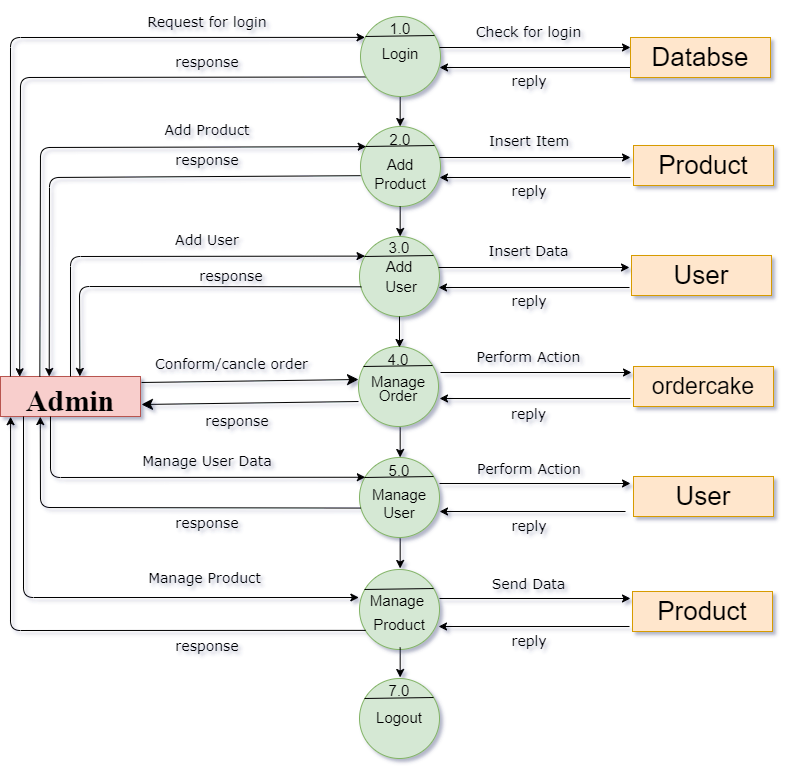 Request for login
1.0
Login
Check for login
Databse
response
reply
Add Product
2.0
Add
Product
Insert Item
Product
response
reply
Add User
3.0
Add
User
Insert Data
User
response
reply
Conform/cancle order
4.0
Manage
Order
Perform Action
ordercake
Admin
response
reply
Manage User Data
5.0
Manage
User
Perform Action
User
response
reply
Manage Product
Manage
Product
Send Data
Product
response
reply
7.0
Logout